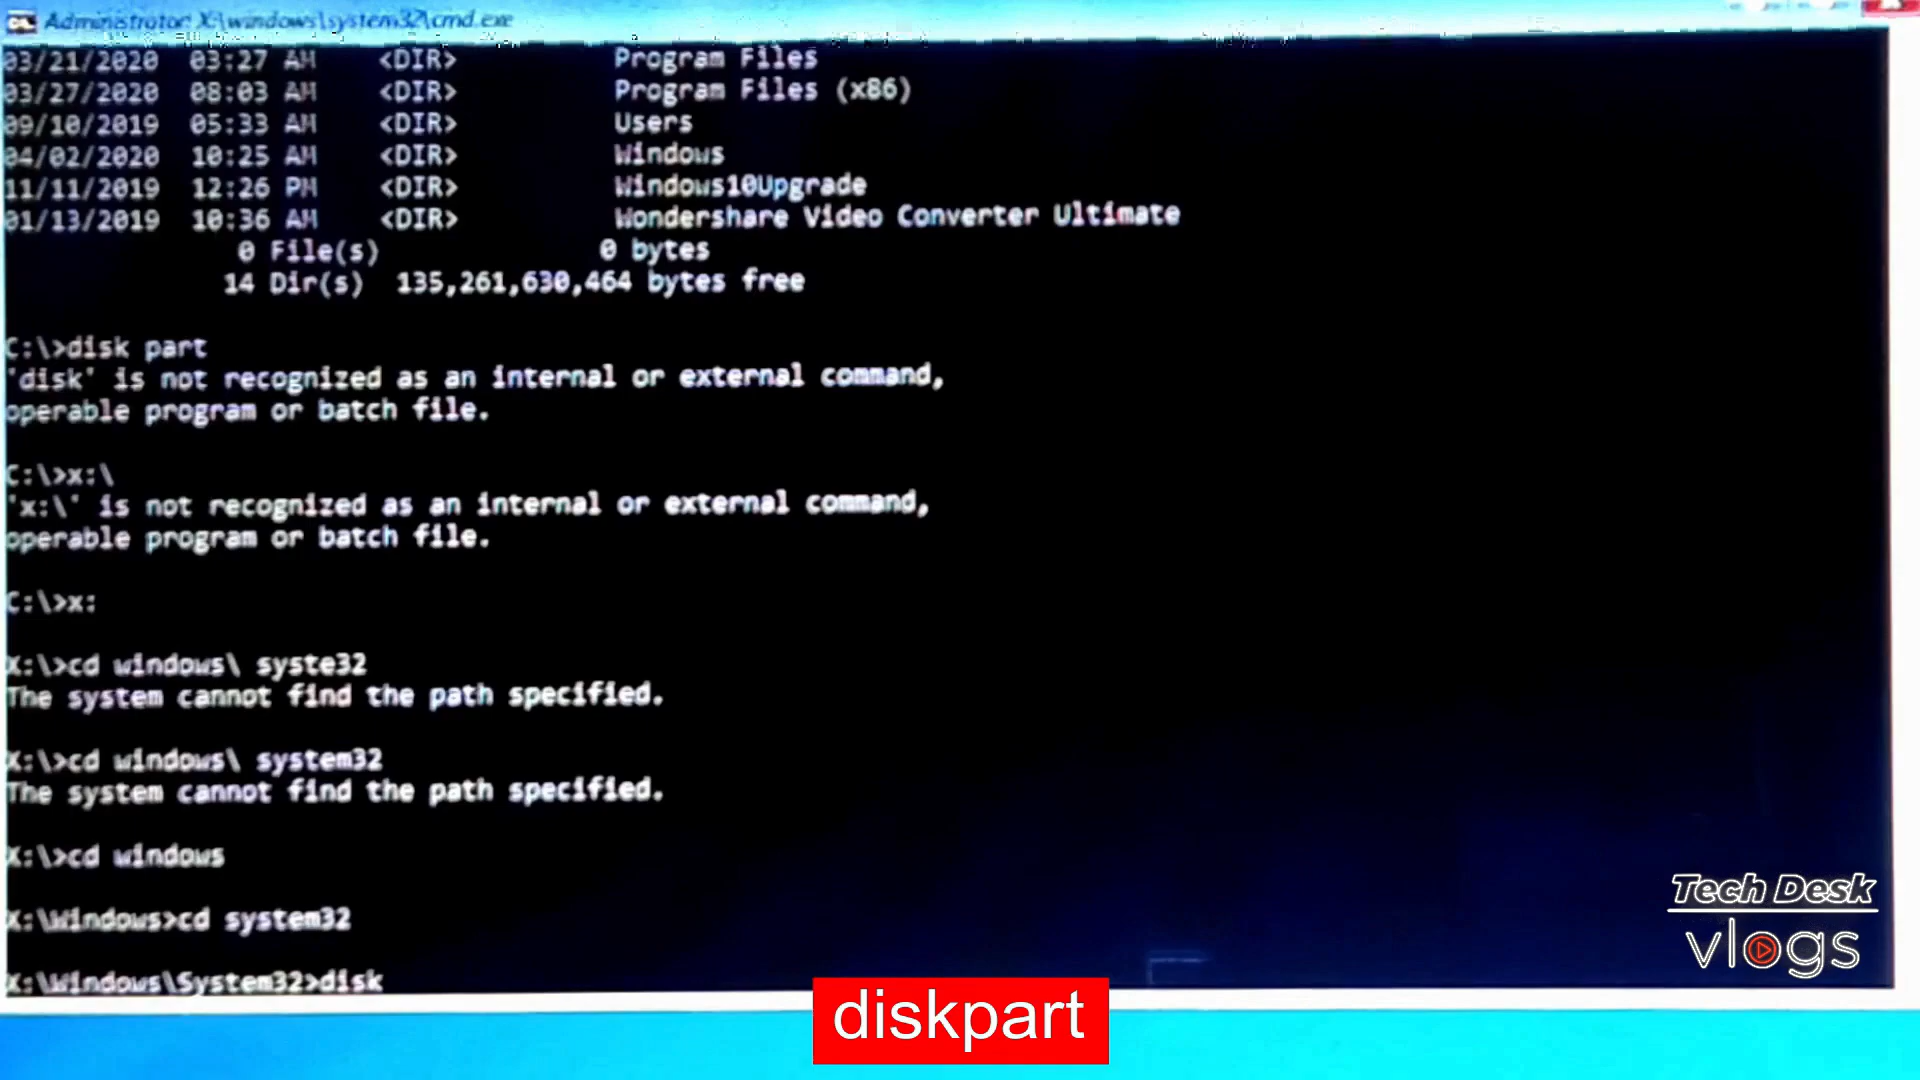 Administrator: X:\windows\system32\cmd.exe
03/21/2020 03:27 AM <DIR> Program Files
03/27/2020 08:03 AM <DIR> Program Files (x86)
09/10/2019 05:33 AM <DIR> Users
04/02/2020 10:25 AM <DIR> Windows
11/11/2019 12:26 PM <DIR> Windows10Upgrade
01/13/2019 10:36 AM <DIR> Wondershare Video Converter Ultimate
0 File(s) 0 bytes
14 Dir(s) 135,261,630,464 bytes free
C:\>disk part
'disk' is not recognized as an internal or external command,
operable program or batch file.
C:\>x:\
'x:\' is not recognized as an internal or external command,
operable program or batch file.
C:\>x:
X:\>cd windows\ syste32
The system cannot find the path specified.
X:\>cd windows\ system32
The system cannot find the path specified.
X:\>cd windows
X:\Windows>cd system32
X:\Windows\System32>disk
diskpart
Tech Desk
vlogs